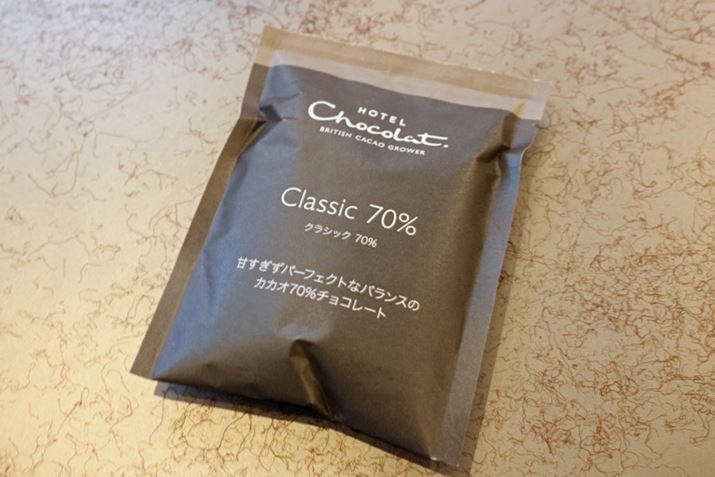 HOTEL
Chocolat.
BRITISH CACAO GROWER
Classic 70%
クラシック 70%
甘すぎずパーフェクトなバランスの
カカオ70%チョコレート